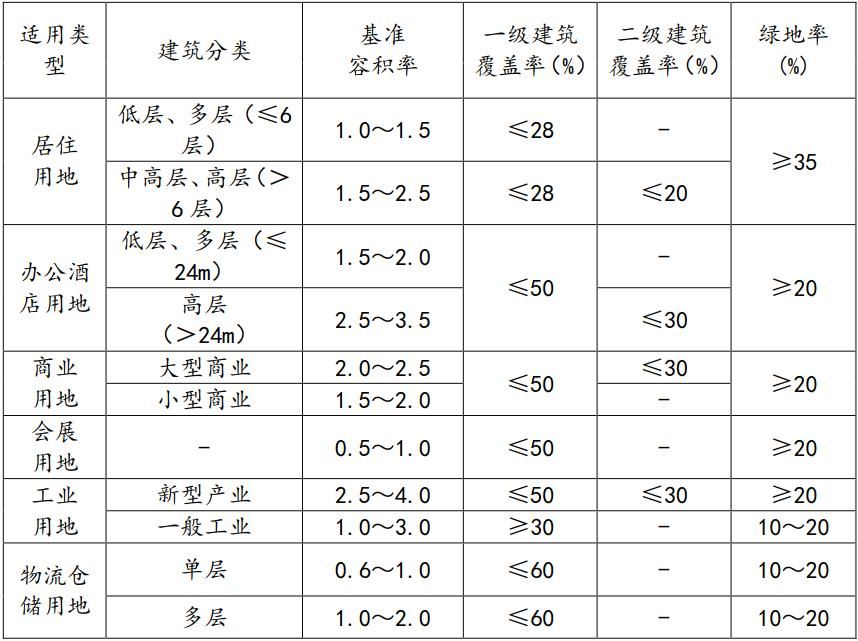 适用类
型
建筑分类
基准
容积率
一级建筑
覆盖率(%)
二级建筑
覆盖率(%)
绿地率
(%)
居住
用地
低层、多层(≤6
层)
1.0～1.5
≤28
-
≥35
中高层、高层(＞
6层)
1.5～2.5
≤28
≤20
办公酒
店用地
低层、多层(≤
24m)
1.5～2.0
≤50
-
≥20
高层
(＞24m)
2.5～3.5
≤30
商业
用地
大型商业
2.0～2.5
≤50
≤30
≥20
小型商业
1.5～2.0
-
会展
用地
-
0.5～1.0
≤50
-
≥20
工业
用地
新型产业
2.5～4.0
≤50
≤30
≥20
一般工业
1.0～3.0
≥30
-
10～20
物流仓
储用地
单层
0.6～1.0
≤60
-
10～20
多层
1.0～2.0
≤60
-
10～20